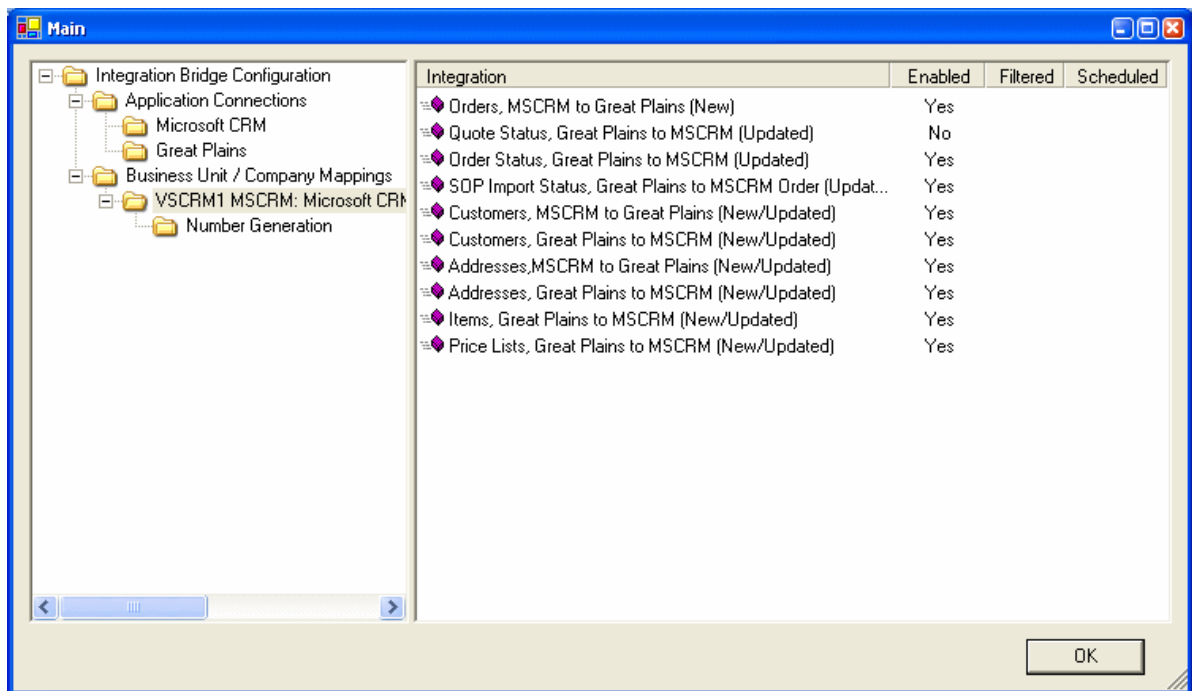 Main
Integration Bridge Configuration
Application Connections
Microsoft CRM
Great Plains
Business Unit / Company Mappings
VSCRM1 MSCRM: Microsoft CRM
Number Generation
Integration Enabled Filtered Scheduled
Orders, MSCRM to Great Plains (New) Yes
Quote Status, Great Plains to MSCRM (Updated) No
Order Status, Great Plains to MSCRM (Updated) Yes
SOP Import Status, Great Plains to MSCRM Order (Updat... Yes
Customers, MSCRM to Great Plains (New/Updated) Yes
Customers, Great Plains to MSCRM (New/Updated) Yes
Addresses,MSCRM to Great Plains (New/Updated) Yes
Addresses, Great Plains to MSCRM (New/Updated) Yes
Items, Great Plains to MSCRM (New/Updated) Yes
Price Lists, Great Plains to MSCRM (New/Updated) Yes
OK